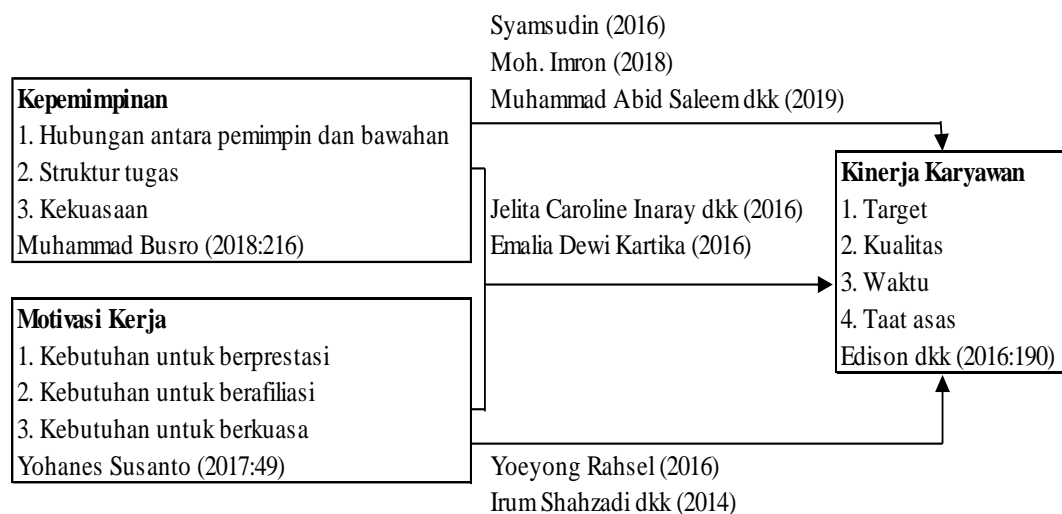 Syamsudin (2016)
Moh. Imron (2018)
Muhammad Abid Saleem dkk (2019)
Kepemimpinan
1. Hubungan antara pemimpin dan bawahan
2. Struktur tugas
3. Kekuasaan
Muhammad Busro (2018:216)
Jelita Caroline Inaray dkk (2016)
Emalia Dewi Kartika (2016)
Kinerja Karyawan
1. Target
2. Kualitas
3. Waktu
4. Taat asas
Edison dkk (2016:190)
Motivasi Kerja
1. Kebutuhan untuk berprestasi
2. Kebutuhan untuk berafiliasi
3. Kebutuhan untuk berkuasa
Yohanes Susanto (2017:49)
Yoeyong Rahsel (2016)
Irum Shahzadi dkk (2014)